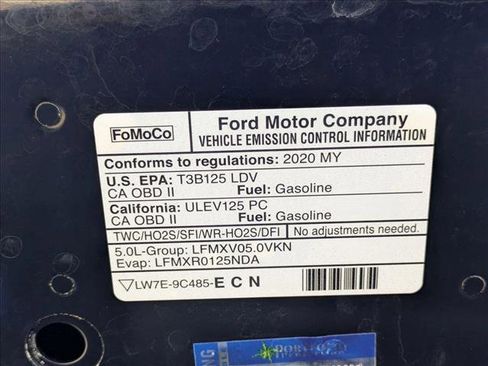 FoMoCo
Ford Motor Company
VEHICLE EMISSION CONTROL INFORMATION
Conforms to regulations: 2020 MY
U.S. EPA: T3B125 LDV
CA OBD II Fuel: Gasoline
California: ULEV125 PC
CA OBD II Fuel: Gasoline
TWC/HO2S/SFI/WR-HO2S/DFI No adjustments needed.
5.0L-Group: LFMXV05.0VKN
Evap: LFMXR0125NDA
LW7E-9C485-E C N